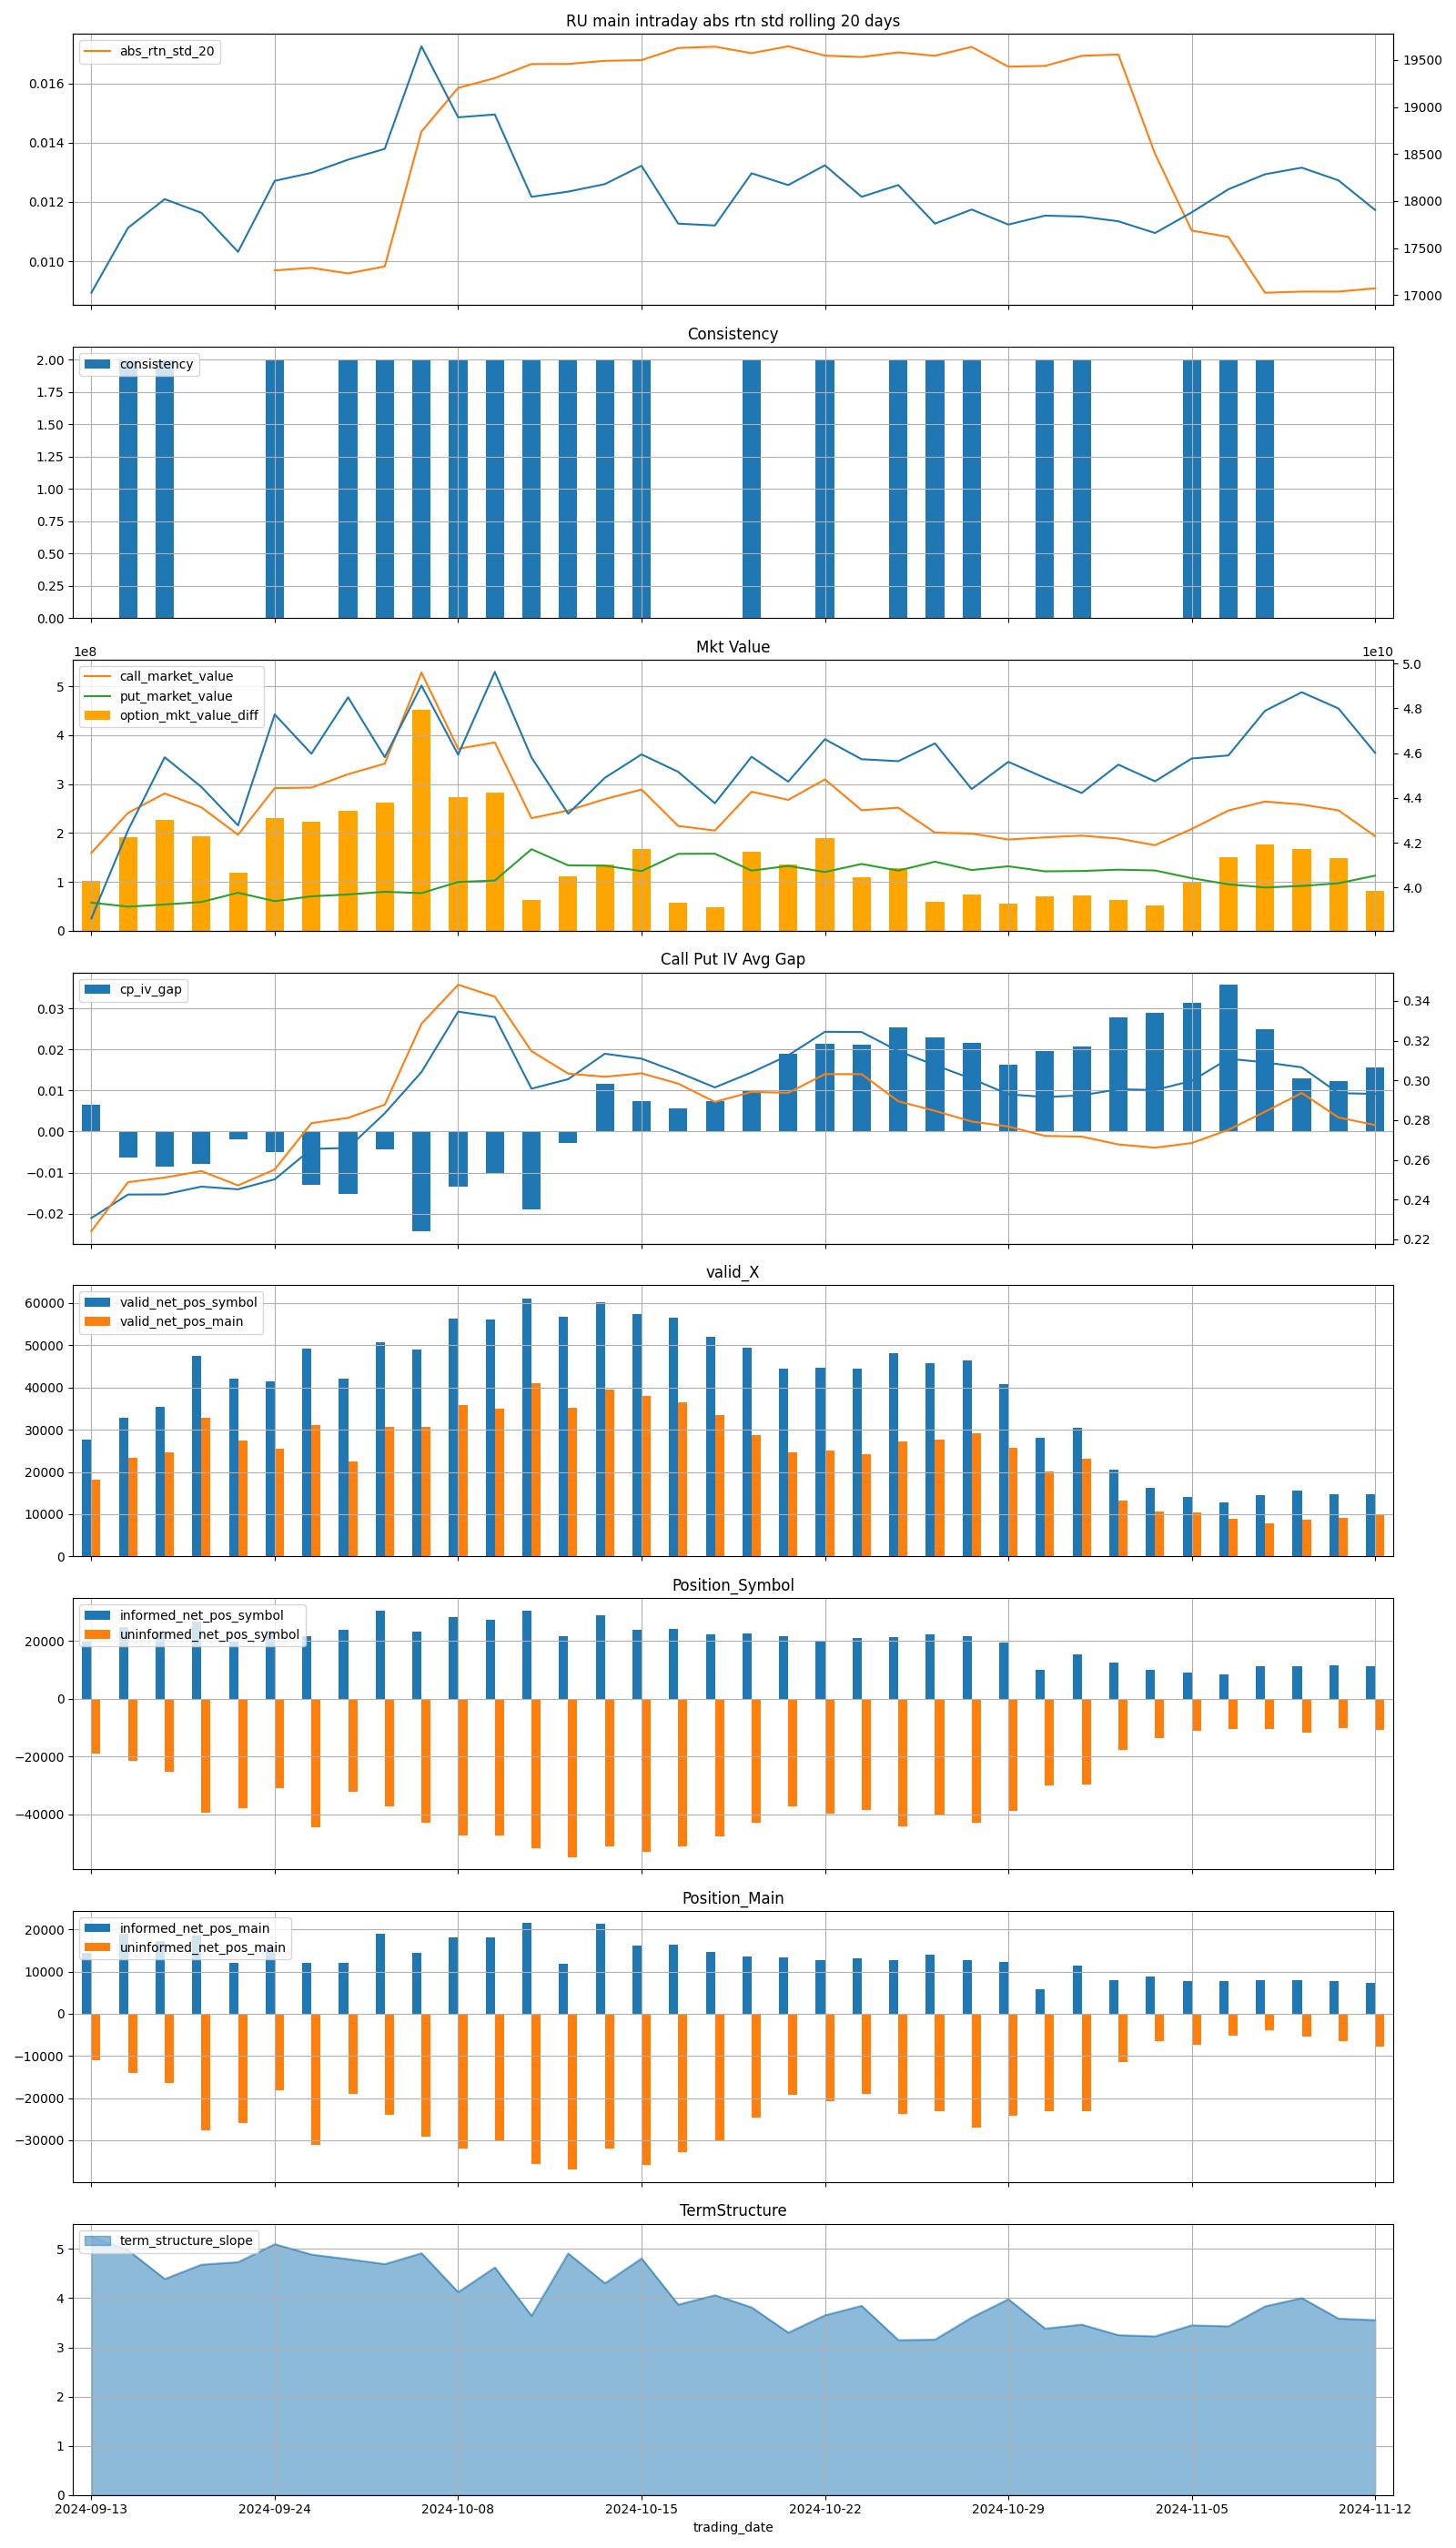 RU main intraday abs rtn std rolling 20 days
abs_rtn_std_20
0.016
0.014
0.012
0.010
19500
19000
18500
18000
17500
17000
Consistency
consistency
2.00
1.75
1.50
1.25
1.00
0.75
0.50
0.25
0.00
Mkt Value
1e8
1e10
call_market_value
put_market_value
option_mkt_value_diff
5
4
3
2
1
0
5.0
4.8
4.6
4.4
4.2
4.0
Call Put IV Avg Gap
cp_iv_gap
0.03
0.02
0.01
0.00
−0.01
−0.02
0.34
0.32
0.30
0.28
0.26
0.24
0.22
valid_X
valid_net_pos_symbol
valid_net_pos_main
60000
50000
40000
30000
20000
10000
0
Position_Symbol
informed_net_pos_symbol
uninformed_net_pos_symbol
20000
0
−20000
−40000
Position_Main
informed_net_pos_main
uninformed_net_pos_main
20000
10000
0
−10000
−20000
−30000
TermStructure
term_structure_slope
5
4
3
2
1
0
2024-09-13 2024-09-24 2024-10-08 2024-10-15 2024-10-22 2024-10-29 2024-11-05 2024-11-12
trading_date